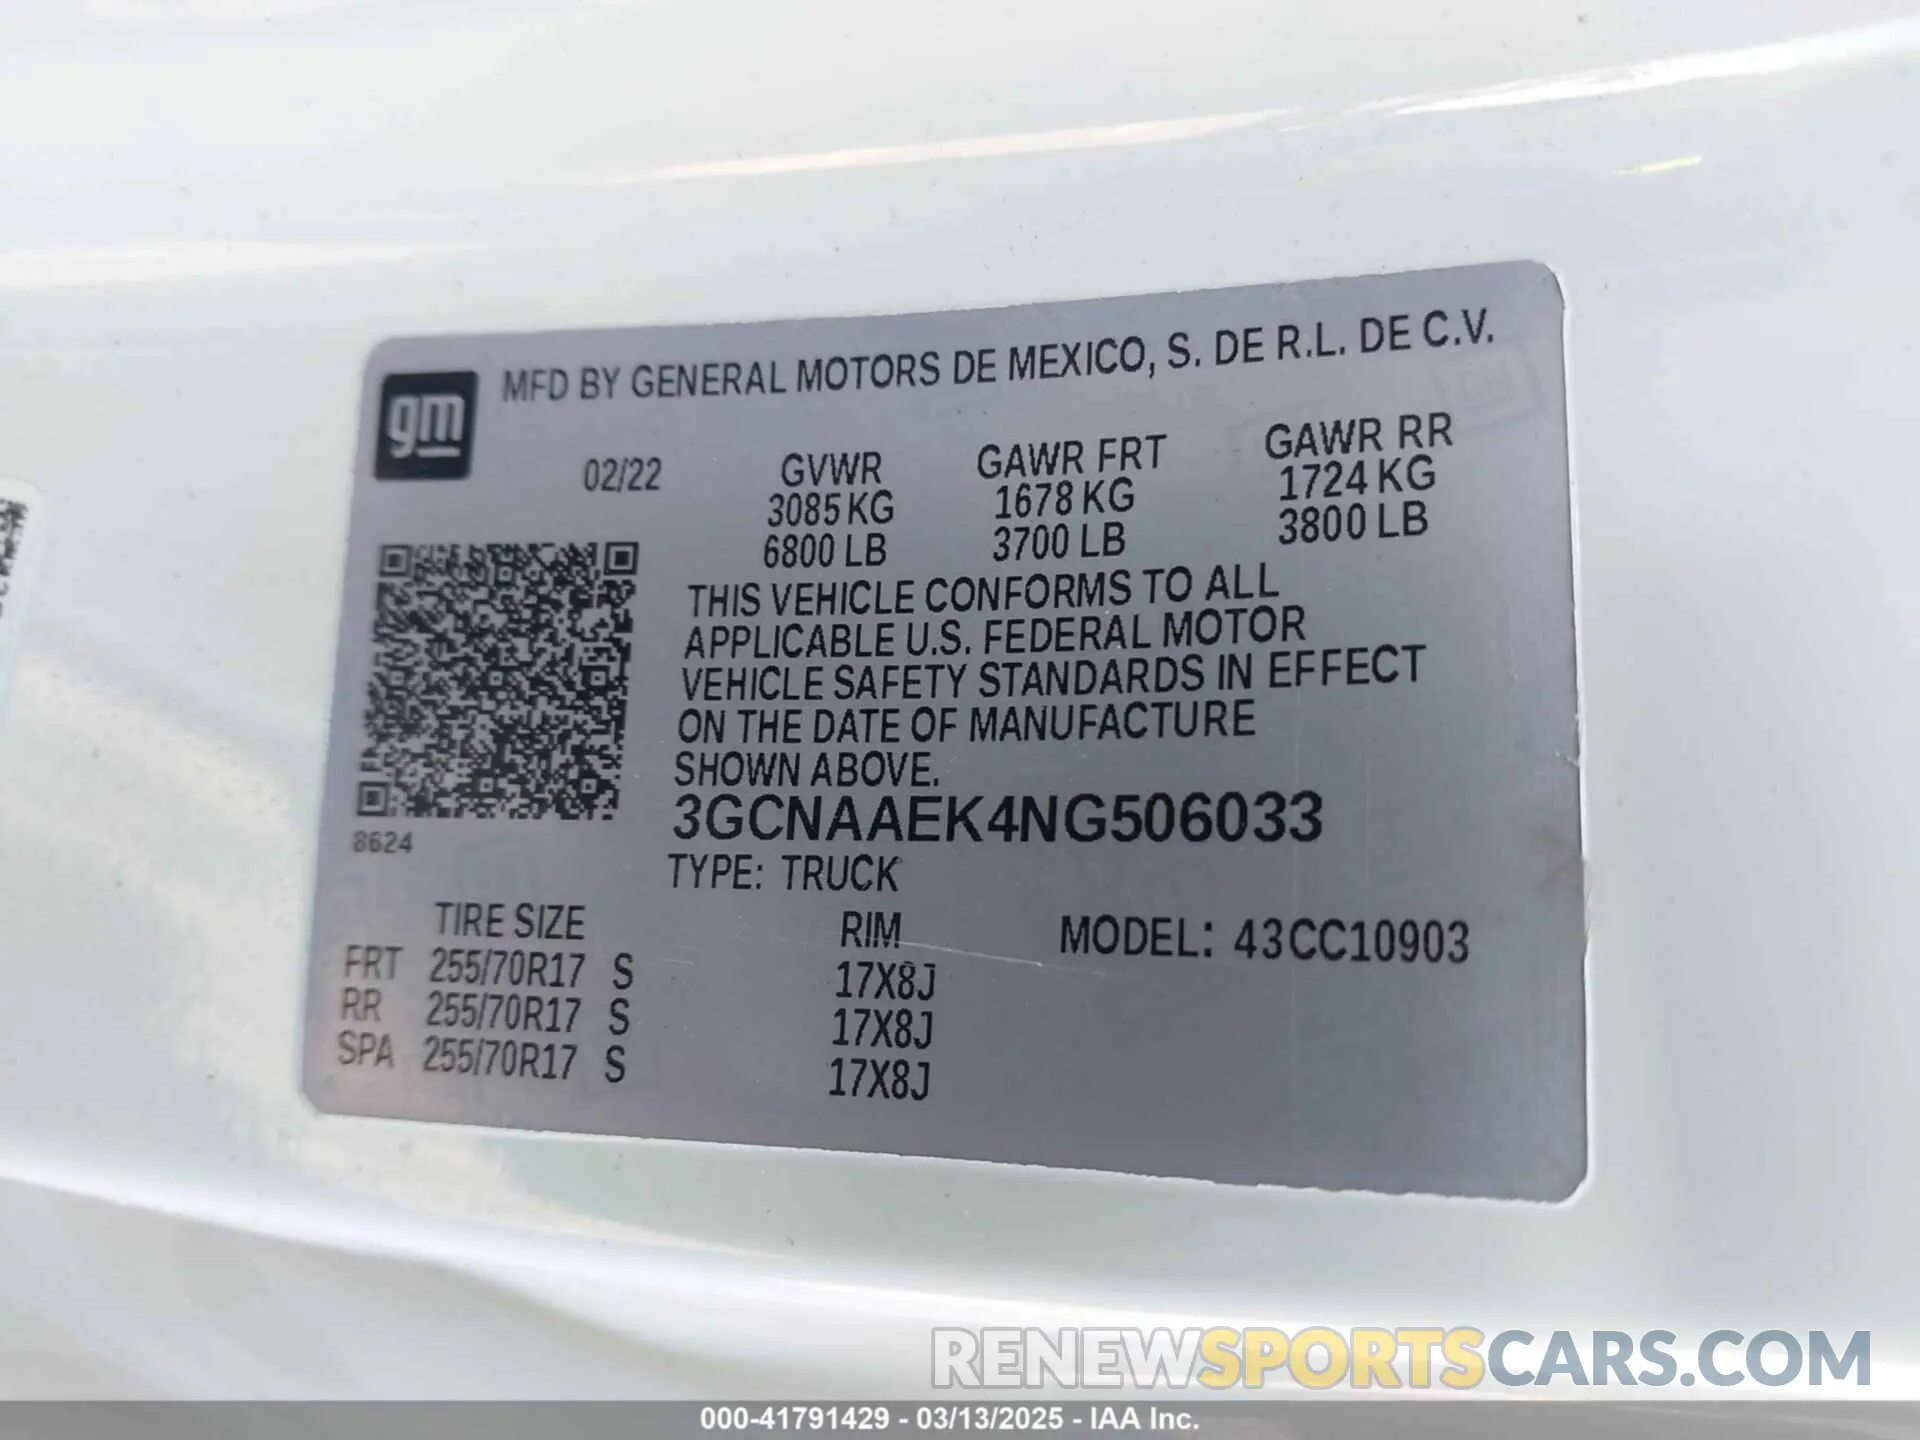 gm
MFD BY GENERAL MOTORS DE MEXICO, S. DE R.L. DE C.V.
02/22 GVWR GAWR FRT GAWR RR
3085 KG 1678 KG 1724 KG
6800 LB 3700 LB 3800 LB
THIS VEHICLE CONFORMS TO ALL
APPLICABLE U.S. FEDERAL MOTOR
VEHICLE SAFETY STANDARDS IN EFFECT
ON THE DATE OF MANUFACTURE
SHOWN ABOVE.
3GCNAAEK4NG506033
8624
TYPE: TRUCK
TIRE SIZE RIM MODEL: 43CC10903
FRT 255/70R17 S 17X8J
RR 255/70R17 S 17X8J
SPA 255/70R17 S 17X8J
RENEWSPORTSCARS.COM
000-41791429 - 03/13/2025 - IAA Inc.